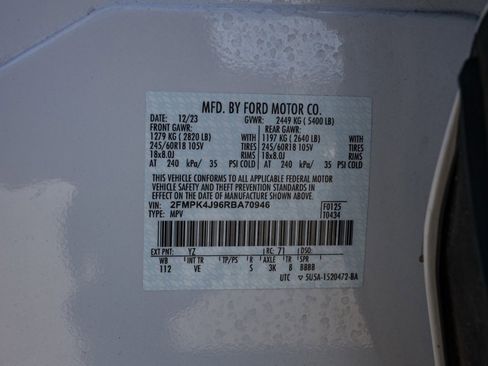 MFD. BY FORD MOTOR CO.
DATE: 12/23 GVWR: 2449 KG ( 5400 LB)
FRONT GAWR: REAR GAWR:
1279 KG ( 2820 LB) WITH 1197 KG ( 2640 LB) WITH
245/60R18 105V TIRES 245/60R18 105V TIRES
18x8.0J RIMS 18x8.0J RIMS
AT 240 kPa/ 35 PSI COLD AT 240 kPa/ 35 PSI COLD
THIS VEHICLE CONFORMS TO ALL APPLICABLE FEDERAL MOTOR
VEHICLE SAFETY AND THEFT PREVENTION STANDARDS IN
EFFECT ON THE DATE OF MANUFACTURE SHOWN ABOVE.
VIN: 2FMPK4J96RBA70946 F0125
TYPE: MPV T0434
EXT PNT: YZ RC: 71 DSO:
WB INT TR TP/PS R AXLE TR SPR
112 VE S 3K B BBBB
UTC ▽ 5U5A-1520472-BA